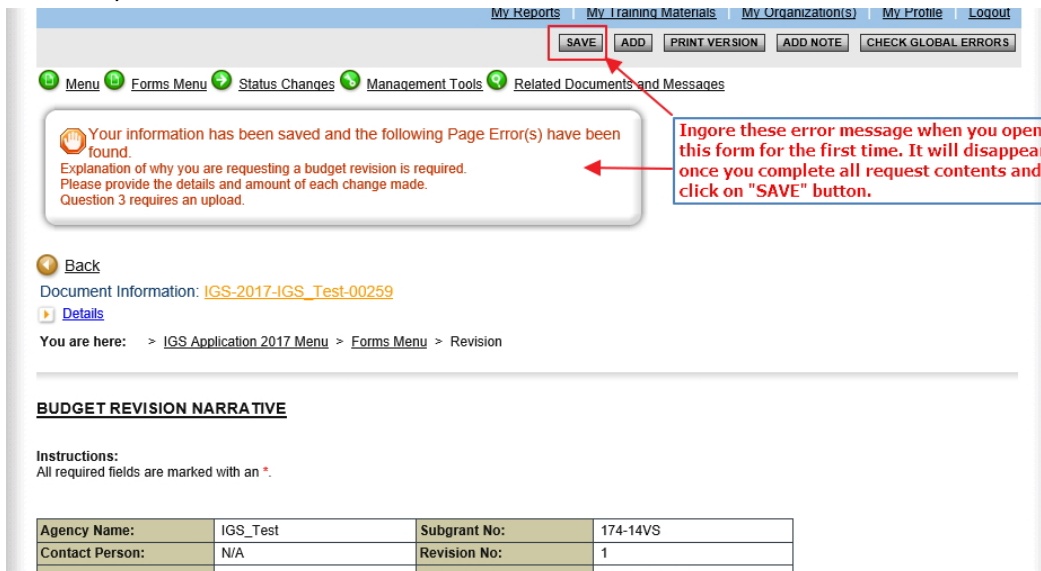 My Reports My Training Materials My Organization(s) My Profile Logout
SAVE ADD PRINT VERSION ADD NOTE CHECK GLOBAL ERRORS
Menu Forms Menu Status Changes Management Tools Related Documents and Messages
Your information has been saved and the following Page Error(s) have been
found.
Explanation of why you are requesting a budget revision is required.
Please provide the details and amount of each change made.
Question 3 requires an upload.
Ingore these error message when you open
this form for the first time. It will disappear
once you complete all request contents and
click on "SAVE" button.
Back
Document Information: IGS-2017-IGS_Test-00259
Details
You are here: > IGS Application 2017 Menu > Forms Menu > Revision
BUDGET REVISION NARRATIVE
Instructions:
All required fields are marked with an *.
Agency Name: IGS_Test Subgrant No: 174-14VS
Contact Person: N/A Revision No: 1